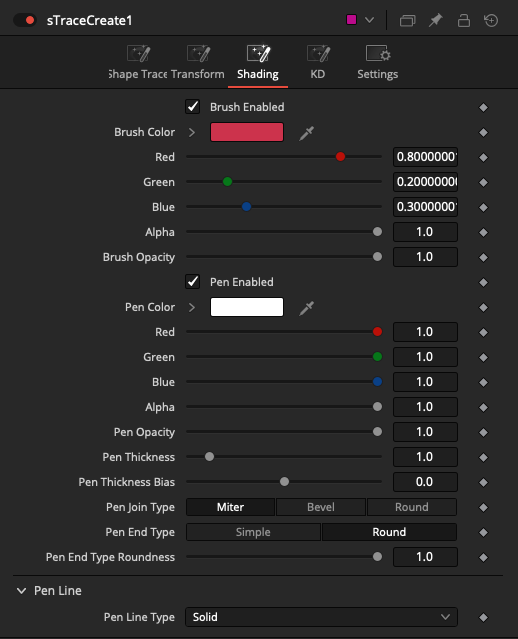 sTraceCreate1
Shape Trace Transform Shading KD Settings
Brush Enabled
Brush Color
Red 0.8000000
Green 0.2000000
Blue 0.3000000
Alpha 1.0
Brush Opacity 1.0
Pen Enabled
Pen Color
Red 1.0
Green 1.0
Blue 1.0
Alpha 1.0
Pen Opacity 1.0
Pen Thickness 1.0
Pen Thickness Bias 0.0
Pen Join Type Miter Bevel Round
Pen End Type Simple Round
Pen End Type Roundness 1.0
Pen Line
Pen Line Type Solid